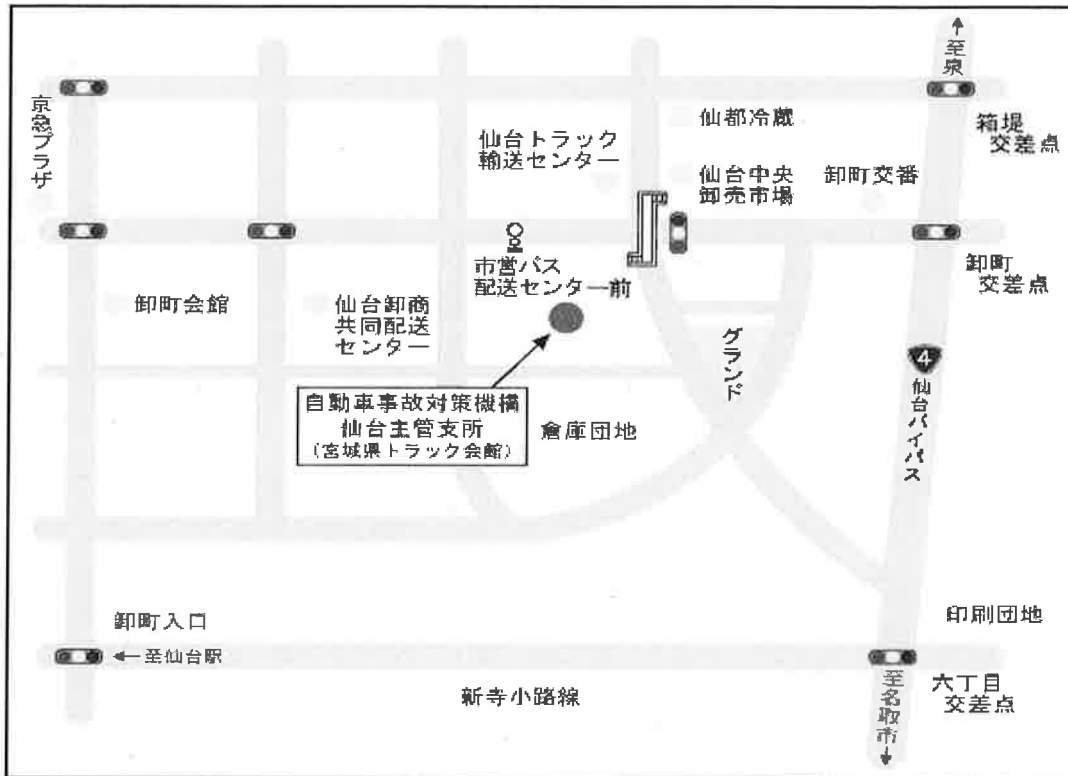 ↑
至泉
京急プラザ
仙都冷蔵
箱堤
交差点
仙台トラック
輸送センター
仙台中央
卸売市場
卸町交番
市営バス
配送センター前
卸町
交差点
卸町会館
仙台卸商
共同配送
センター
グランド
4
仙台バイパス
自動車事故対策機構
仙台主管支所
(宮城県トラック会館)
倉庫団地
卸町入口
印刷団地
←至仙台駅
新寺小路線
六丁目
交差点
至名取市
↓